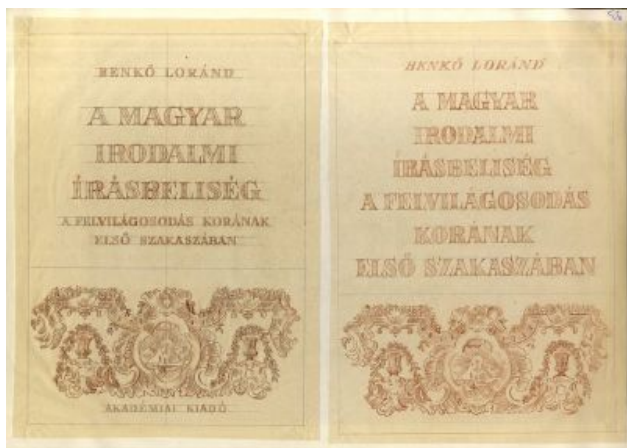 BENKŐ LORÁND
A MAGYAR
IRODALMI
ÍRÁSBELISÉG
A FELVILÁGOSODÁS KORÁNAK
ELSŐ SZAKASZÁBAN
AKADÉMIAI KIADÓ
BENKŐ LORÁND
A MAGYAR
IRODALMI
ÍRÁSBELISÉG
A FELVILÁGOSODÁS
KORÁNAK
ELSŐ SZAKASZÁBAN